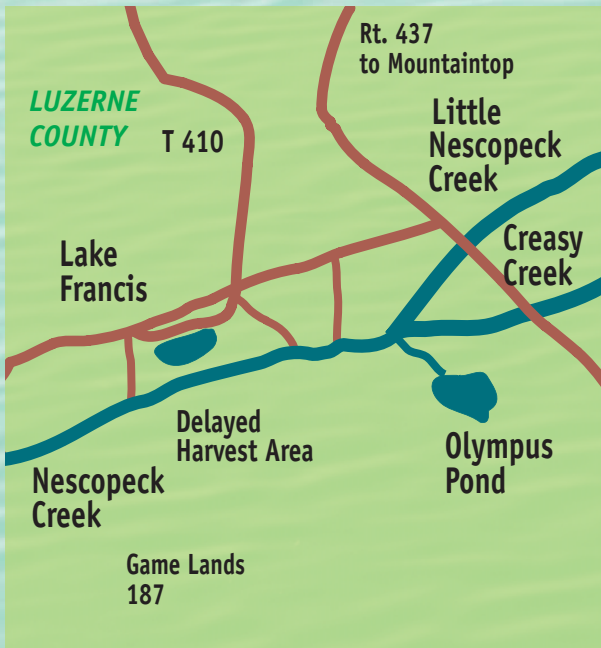 Rt. 437
to Mountaintop
LUZERNE
COUNTY
T 410
Little
Nescopeck
Creek
Creasy
Creek
Lake
Francis
Delayed
Harvest Area
Olympus
Pond
Nescopeck
Creek
Game Lands
187